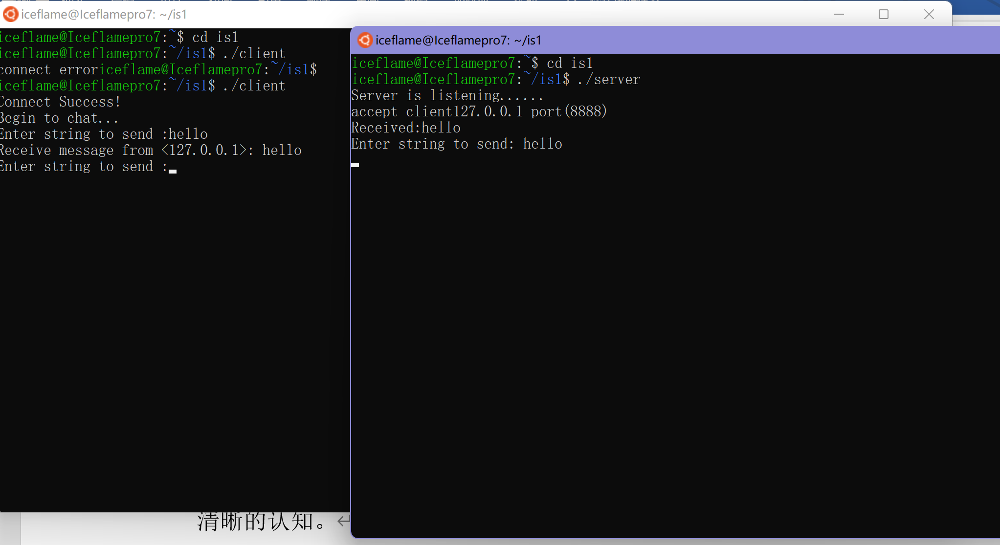 iceflame@Iceflamepro7: ~/is1
iceflame@Iceflamepro7:~$ cd is1
iceflame@Iceflamepro7:~/is1$ ./client
connect erroriceflame@Iceflamepro7:~/is1$
iceflame@Iceflamepro7:~/is1$ ./client
Connect Success!
Begin to chat...
Enter string to send :hello
Receive message from <127.0.0.1>: hello
Enter string to send :
iceflame@Iceflamepro7: ~/is1
iceflame@Iceflamepro7:~$ cd is1
iceflame@Iceflamepro7:~/is1$ ./server
Server is listening......
accept client127.0.0.1 port(8888)
Received:hello
Enter string to send: hello
清晰的认知。